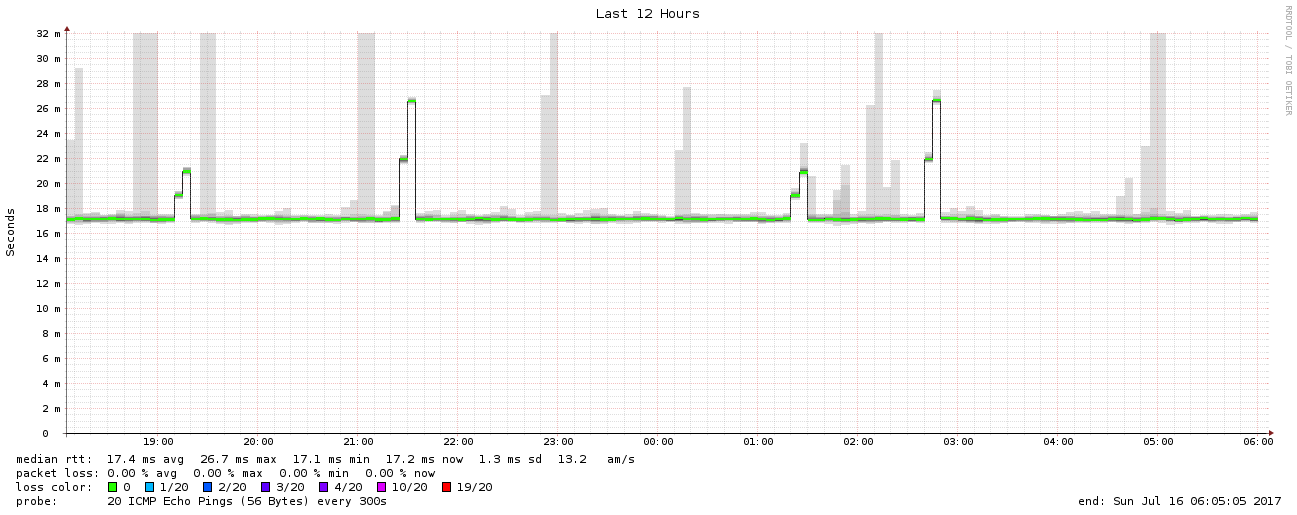 Last 12 Hours
RRDTOOL / TOBI OETIKER
Seconds
32 m
30 m
28 m
26 m
24 m
22 m
20 m
18 m
16 m
14 m
12 m
10 m
8 m
6 m
4 m
2 m
0
19:00 20:00 21:00 22:00 23:00 00:00 01:00 02:00 03:00 04:00 05:00 06:00
median rtt: 17.4 ms avg 26.7 ms max 17.1 ms min 17.2 ms now 1.3 ms sd 13.2 am/s
packet loss: 0.00 % avg 0.00 % max 0.00 % min 0.00 % now
loss color: 0 1/20 2/20 3/20 4/20 10/20 19/20
probe: 20 ICMP Echo Pings (56 Bytes) every 300s end: Sun Jul 16 06:05:05 2017